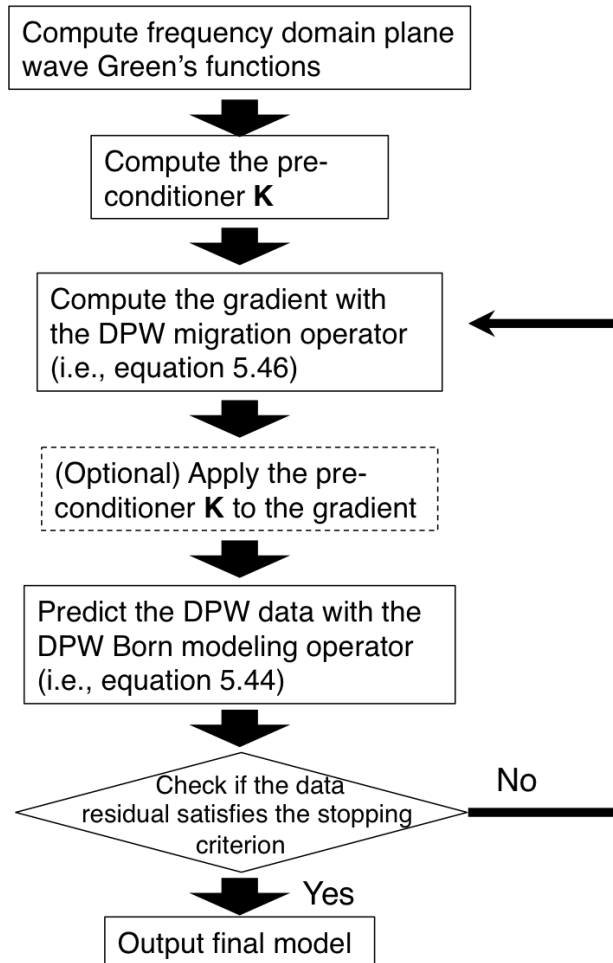 Compute frequency domain plane
wave Green's functions
Compute the pre-
conditioner K
Compute the gradient with
the DPW migration operator
(i.e., equation 5.46)
(Optional) Apply the pre-
conditioner K to the gradient
Predict the DPW data with the
DPW Born modeling operator
(i.e., equation 5.44)
Check if the data
residual satisfies the stopping
criterion
No
Yes
Output final model